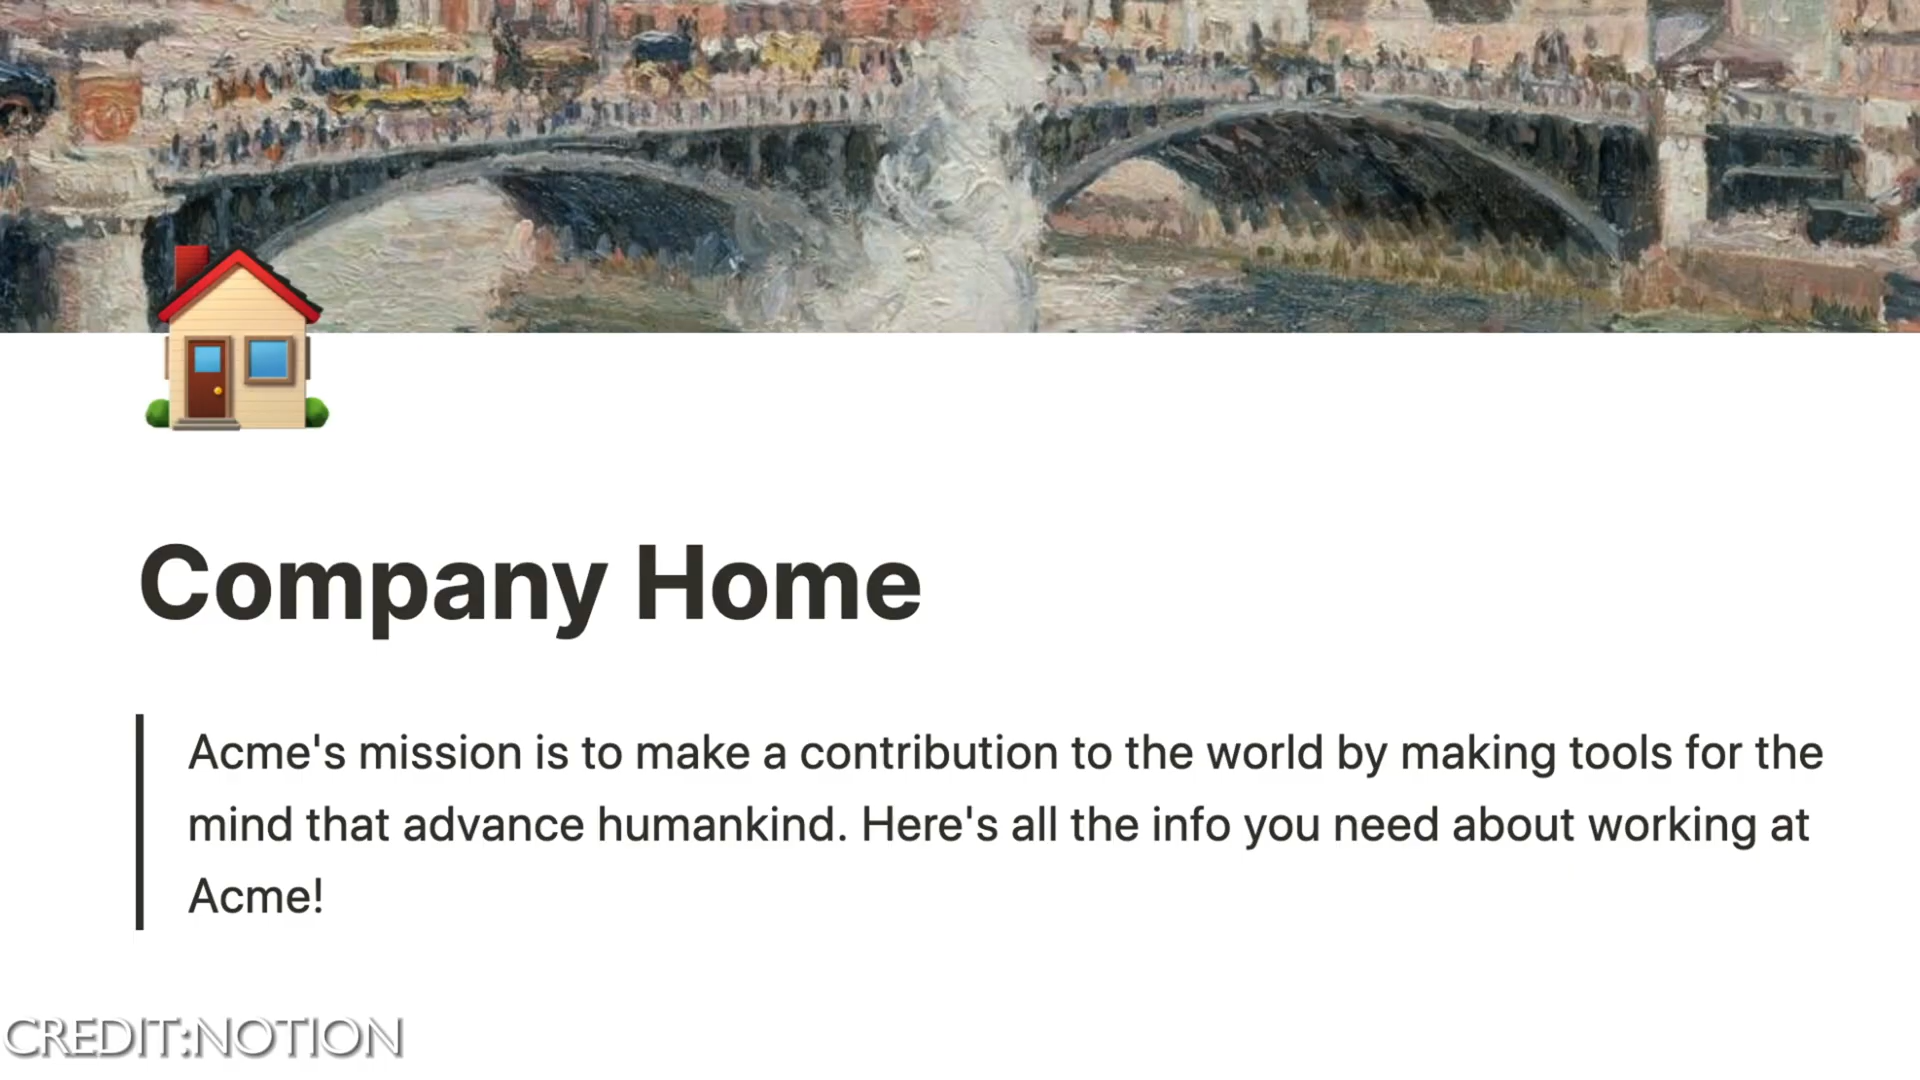 Company Home
Acme's mission is to make a contribution to the world by making tools for the
mind that advance humankind. Here's all the info you need about working at
Acme!
CREDIT:NOTION